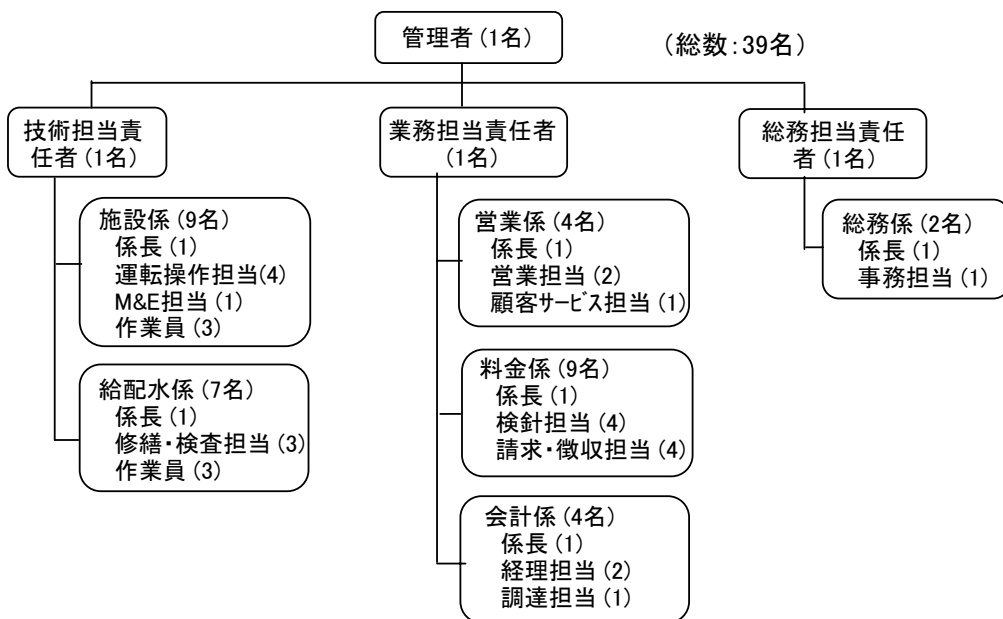 管理者 (1名)
(総数:39名)
技術担当責
任者 (1名)
業務担当責任者
(1名)
総務担当責任
者 (1名)
施設係 (9名)
係長 (1)
運転操作担当(4)
M&E担当 (1)
作業員 (3)
給配水係 (7名)
係長 (1)
修繕・検査担当 (3)
作業員 (3)
営業係 (4名)
係長 (1)
営業担当 (2)
顧客サービス担当 (1)
料金係 (9名)
係長 (1)
検針担当 (4)
請求・徴収担当 (4)
会計係 (4名)
係長 (1)
経理担当 (2)
調達担当 (1)
総務係 (2名)
係長 (1)
事務担当 (1)